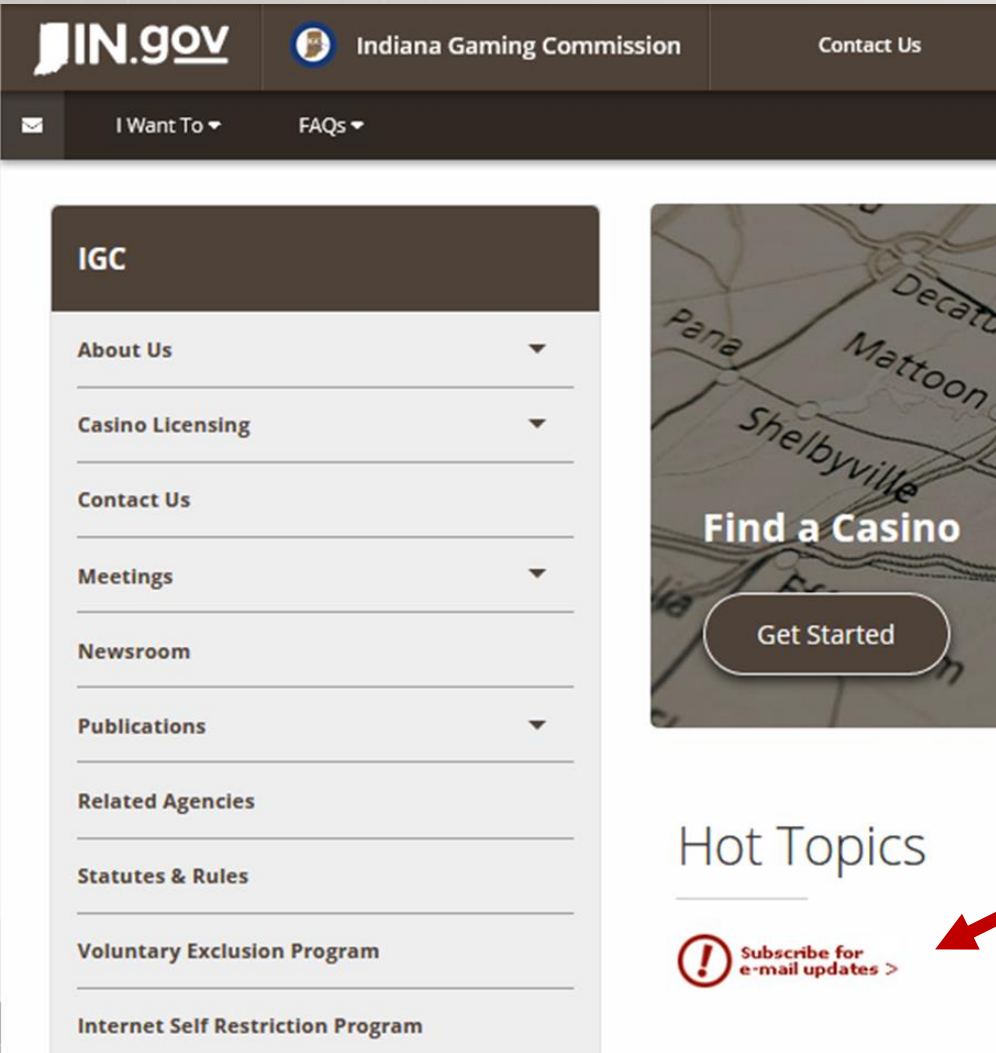 IN.gov
Indiana Gaming Commission
Contact Us
I Want To
FAQs
IGC
About Us
Casino Licensing
Contact Us
Meetings
Newsroom
Publications
Related Agencies
Statutes & Rules
Voluntary Exclusion Program
Internet Self Restriction Program
Decatu
Pana
Mattoon
Shelbyville
Find a Casino
Get Started
Hot Topics
Subscribe for
e-mail updates >